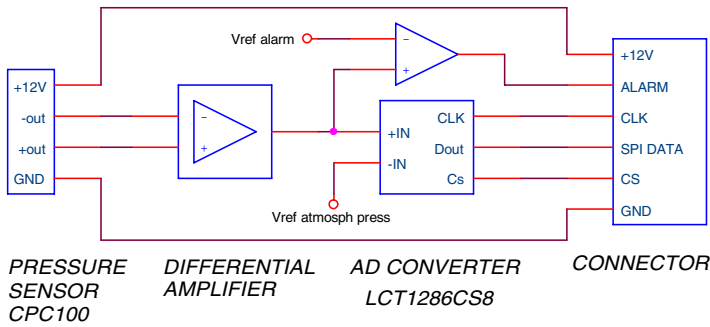 Vref alarm
−
+
+12V
-out
+out
GND
−
+
+IN
-IN
CLK
Dout
Cs
Vref atmosph press
+12V
ALARM
CLK
SPI DATA
CS
GND
PRESSURE
SENSOR
CPC100
DIFFERENTIAL
AMPLIFIER
AD CONVERTER
LCT1286CS8
CONNECTOR